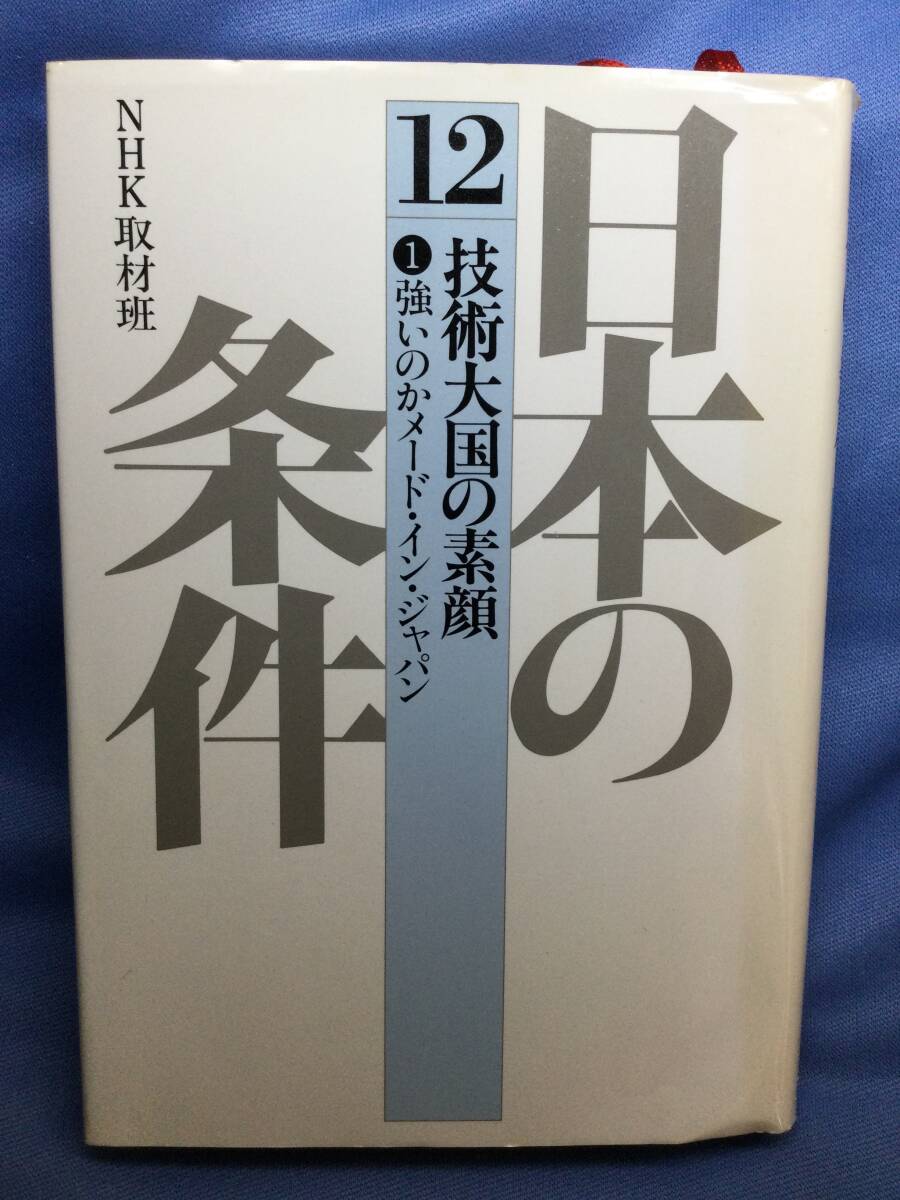 日本の
条件
12
技術大国の素顔
❶強いのかメード・イン・ジャパン
NHK取材班